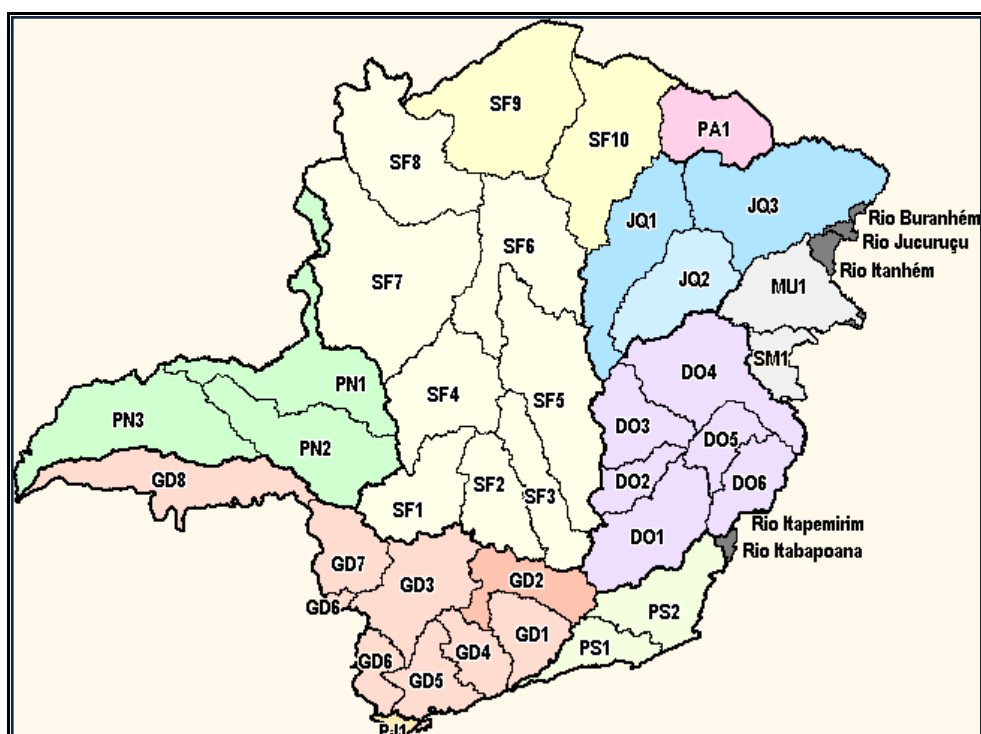 SF9
PA1
SF10
SF8
JQ3
JQ1
Rio Buranhém
Rio Jucuruçu
SF6
Rio Itanhém
SF7
JQ2
MU1
SM1
DO4
PN1
SF4
SF5
PN3
DO3
DO5
PN2
GD8
DO2
DO6
SF2
SF3
SF1
Rio Itapemirim
DO1
Rio Itabapoana
GD7
GD3
GD2
GD6
PS2
GD1
PS1
GD4
GD6
GD5
PJ1